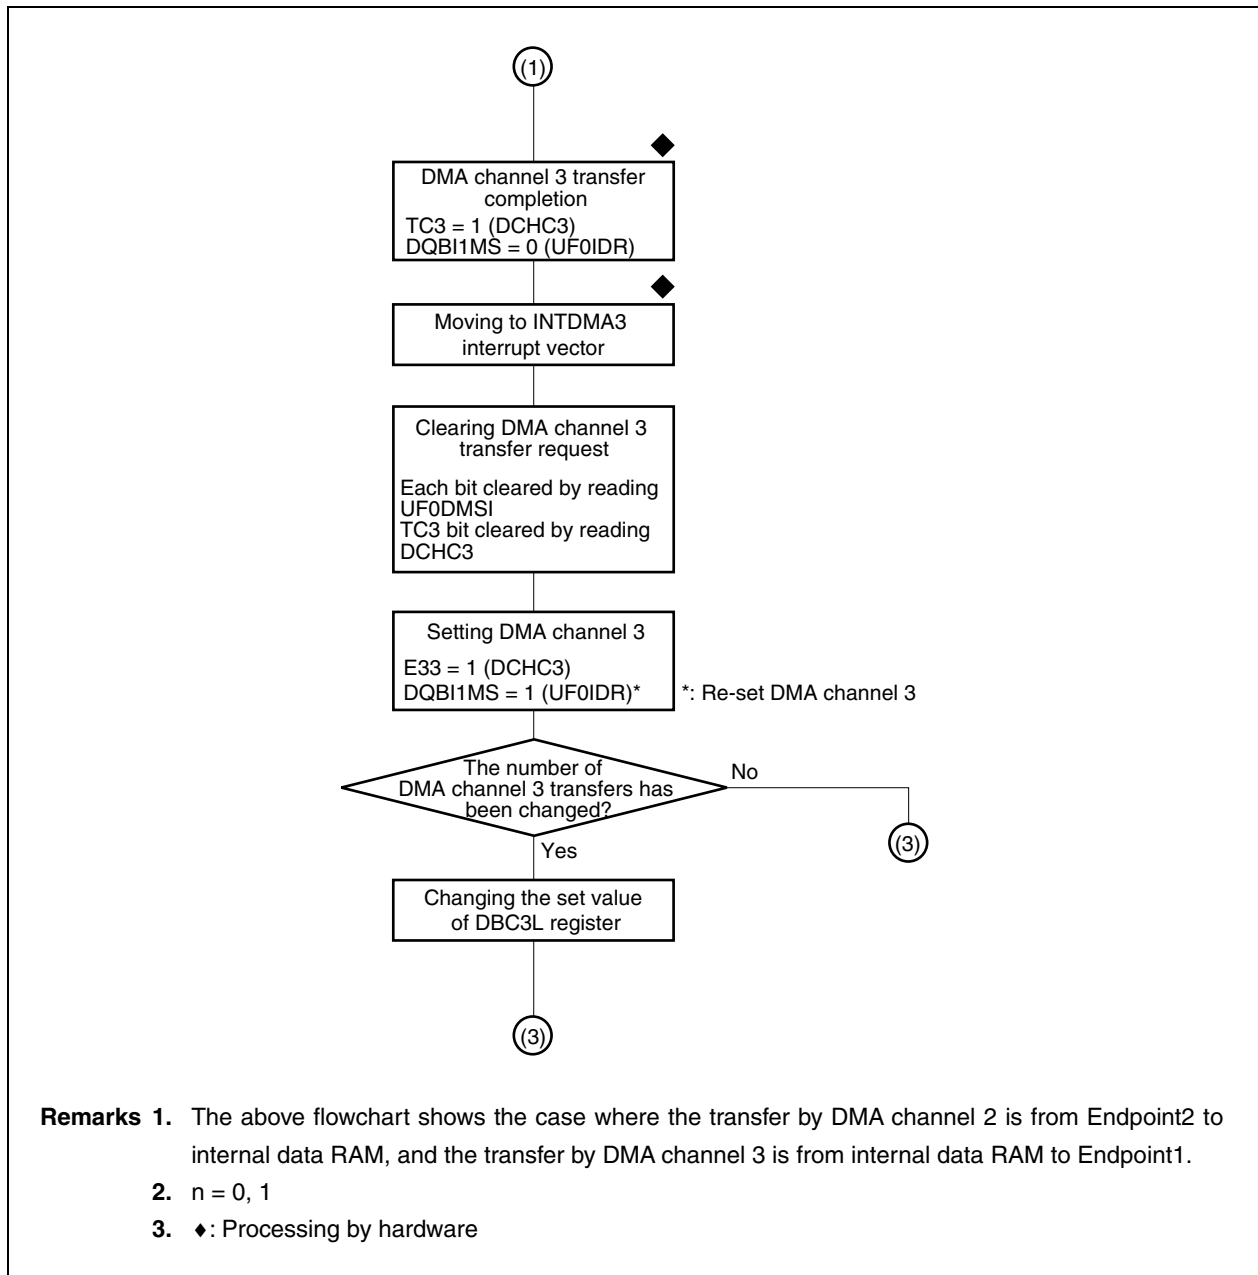 (1)
DMA channel 3 transfer
completion
TC3 = 1 (DCHC3)
DQBI1MS = 0 (UF0IDR)
Moving to INTDMA3
interrupt vector
Clearing DMA channel 3
transfer request
Each bit cleared by reading
UF0DMSI
TC3 bit cleared by reading
DCHC3
Setting DMA channel 3
E33 = 1 (DCHC3)
DQBI1MS = 1 (UF0IDR)* *: Re-set DMA channel 3
The number of
DMA channel 3 transfers has
been changed?
No
(3)
Yes
Changing the set value
of DBC3L register
(3)
Remarks 1. The above flowchart shows the case where the transfer by DMA channel 2 is from Endpoint2 to
internal data RAM, and the transfer by DMA channel 3 is from internal data RAM to Endpoint1.
2. n = 0, 1
3. ♦: Processing by hardware